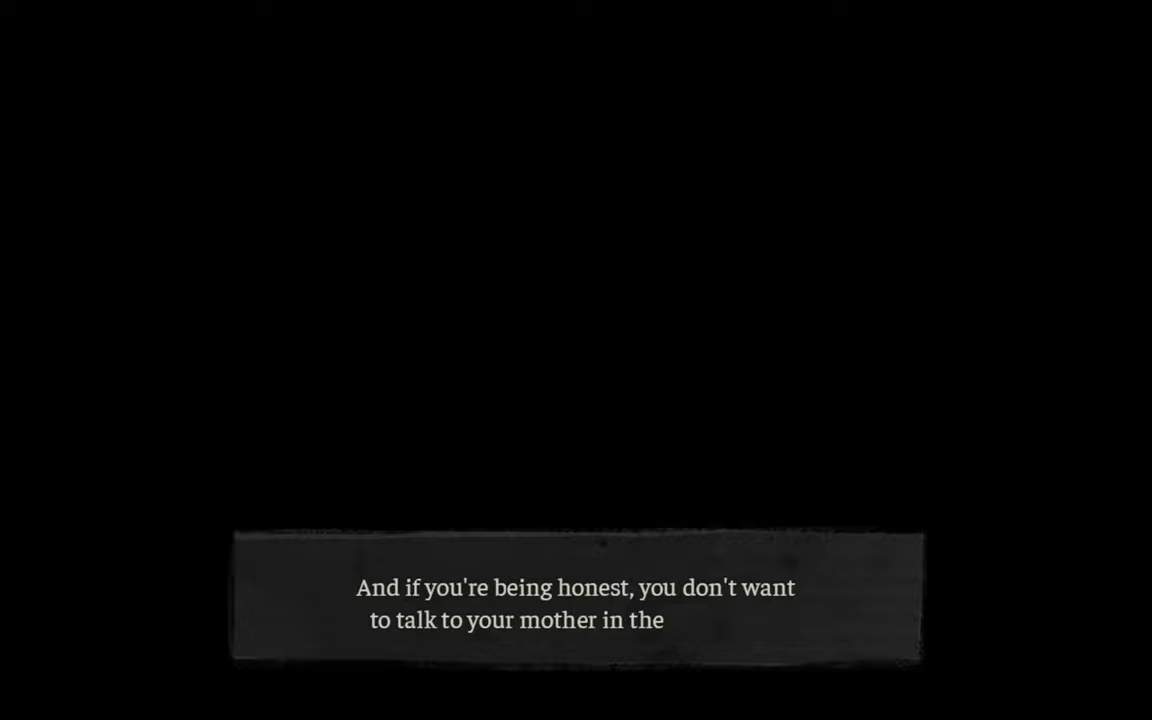 And if you're being honest, you don't want
to talk to your mother in the